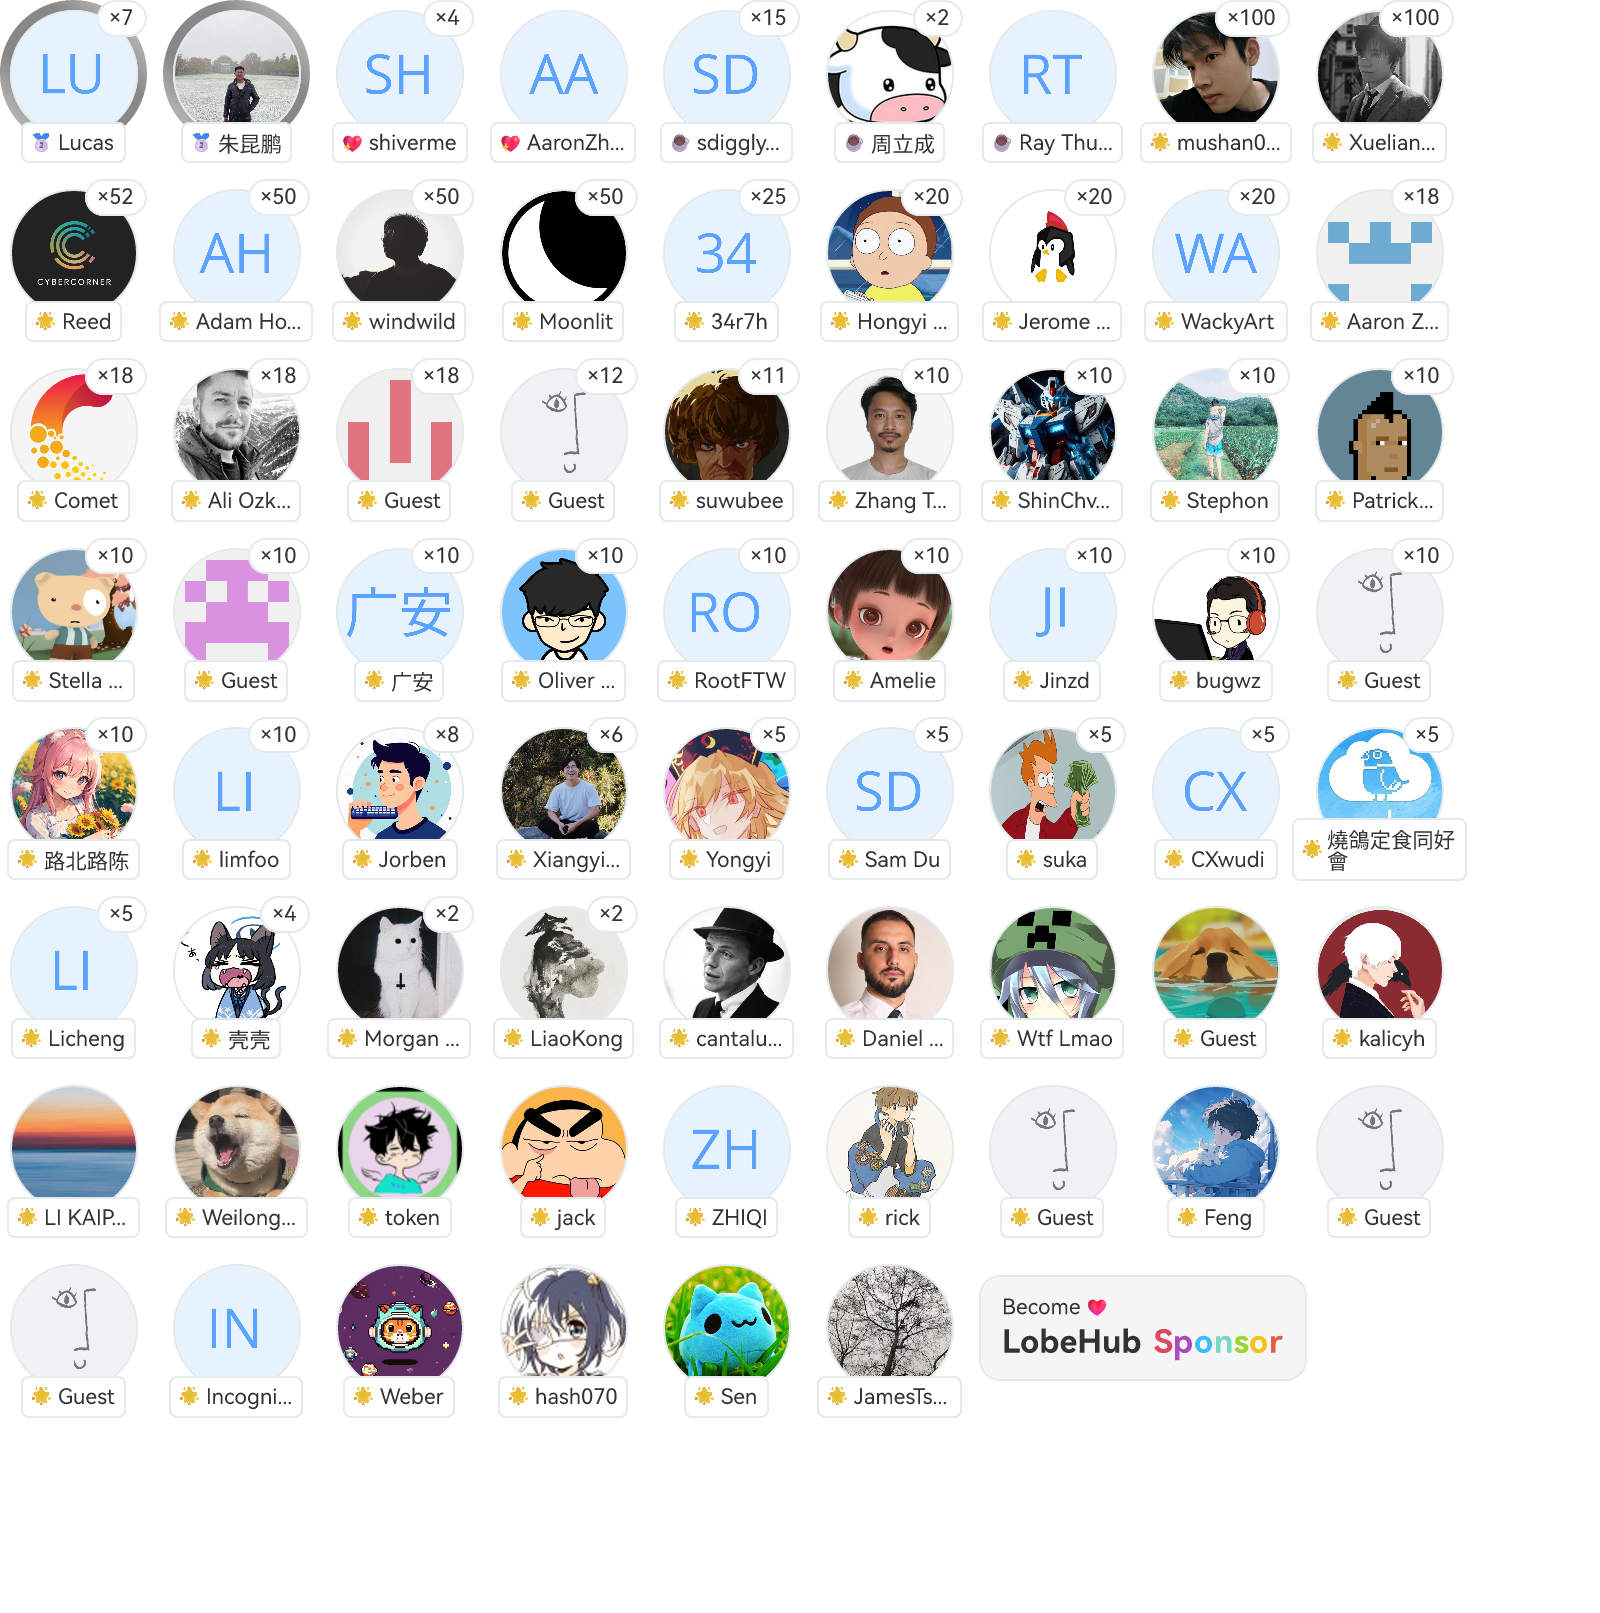 ×7
×4
×15
×2
×100
×100
LU
SH
AA
SD
RT
Lucas
朱昆鹏
shiverme
AaronZh...
sdiggly...
周立成
Ray Thu...
mushan0...
Xuelian...
×52
×50
×50
×50
×25
×20
×20
×20
×18
CYBERCORNER
AH
34
WA
Reed
Adam Ho...
windwild
Moonlit
34r7h
Hongyi ...
Jerome ...
WackyArt
Aaron Z...
×18
×18
×18
×12
×11
×10
×10
×10
×10
Comet
Ali Ozk...
Guest
Guest
suwubee
Zhang T...
ShinChv...
Stephon
Patrick...
×10
×10
×10
×10
×10
×10
×10
×10
×10
广安
RO
JI
Stella ...
Guest
广安
Oliver ...
RootFTW
Amelie
Jinzd
bugwz
Guest
×10
×10
×8
×6
×5
×5
×5
×5
×5
LI
SD
CX
路北路陈
limfoo
Jorben
Xiangyi...
Yongyi
Sam Du
suka
CXwudi
燒鴿定食同好
會
×5
×4
×2
×2
LI
Licheng
壳壳
Morgan ...
LiaoKong
cantalu...
Daniel ...
Wtf Lmao
Guest
kalicyh
ZH
LI KAIP...
Weilong...
token
jack
ZHIQI
rick
Guest
Feng
Guest
IN
Guest
Incogni...
Weber
hash070
Sen
JamesTs...
Become
LobeHub Sponsor